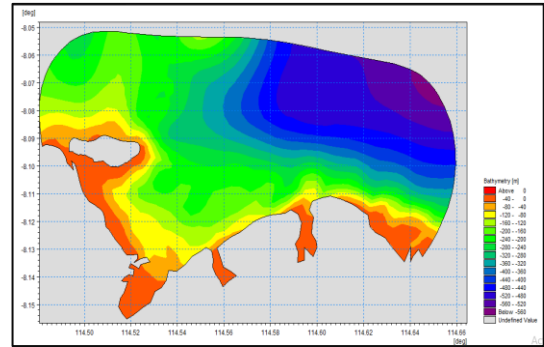 [deg]
-8.05
-8.06
-8.07
-8.08
-8.09
-8.10
-8.11
-8.12
-8.13
-8.14
-8.15
114.50 114.52 114.54 114.56 114.58 114.60 114.62 114.64 114.66
[deg]
Bathymetry [m]
Above 0
-40 - 0
-80 - -40
-120 - -80
-160 - -120
-200 - -160
-240 - -200
-280 - -240
-320 - -280
-360 - -320
-400 - -360
-440 - -400
-480 - -440
-520 - -480
-560 - -520
Below -560
Undefined Value